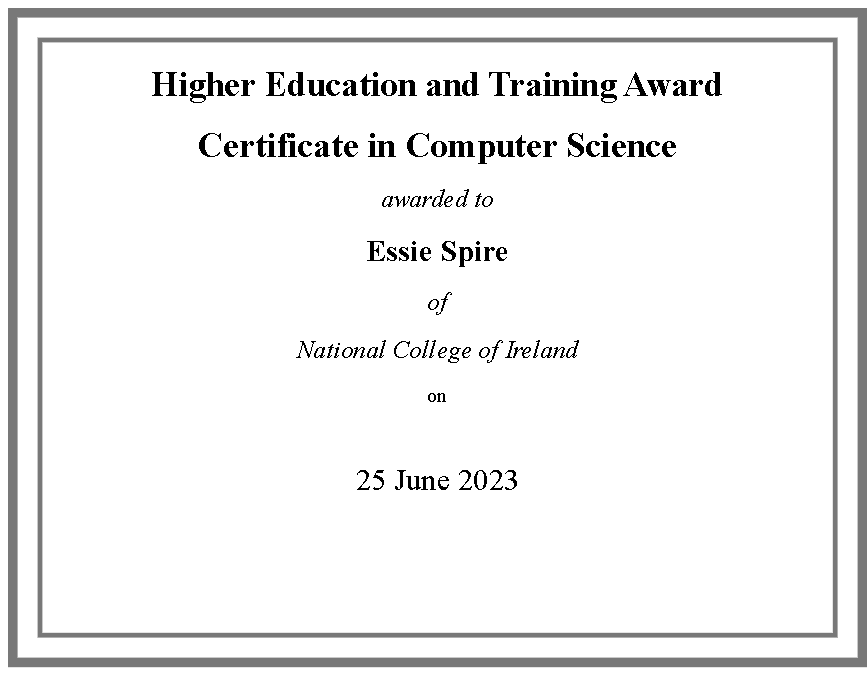 Higher Education and Training Award
Certificate in Computer Science
awarded to
Essie Spire
of
National College of Ireland
on
25 June 2023